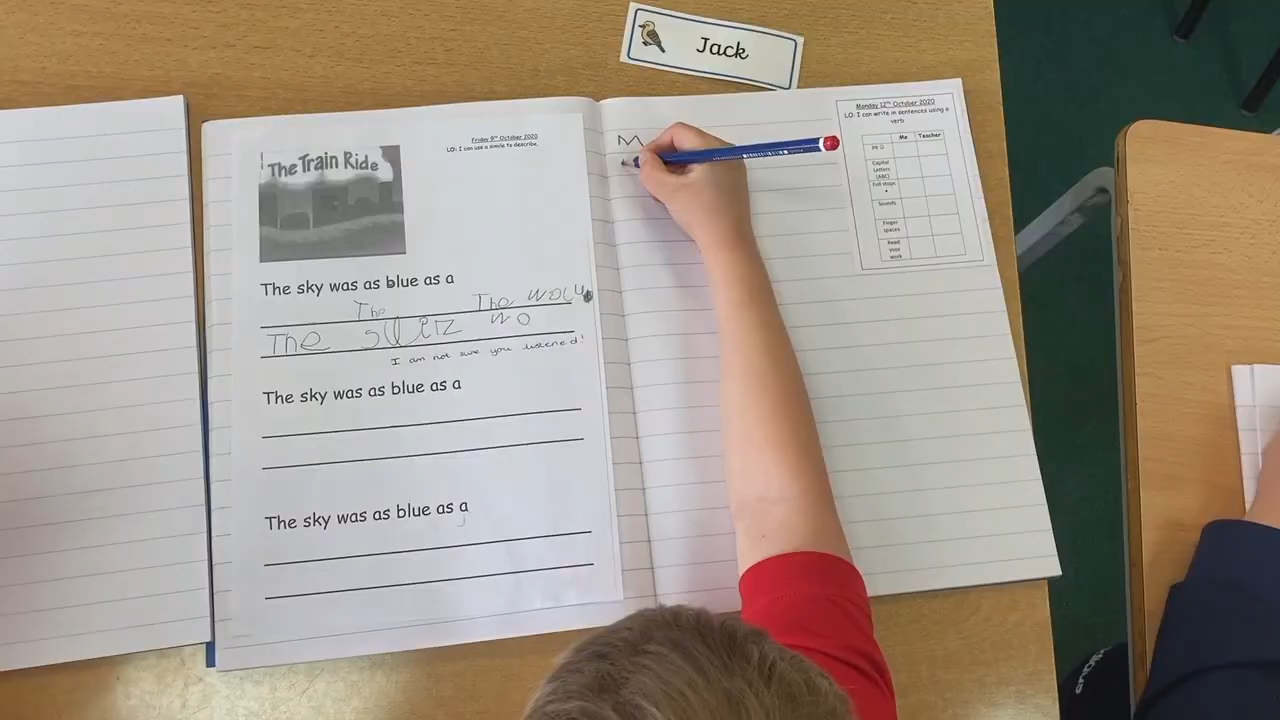 Jack
Friday 9th October 2020
LO: I can use a simile to describe.
The Train Ride
The sky was as blue as a
The
The
The
wo
I am not sure you listened!
The sky was as blue as a
The sky was as blue as a
M
Monday 12th October 2020
LO: I can write in sentences using a
verb
Me Teacher
Capital
Letters
(ABC)
Full stops
.
Sounds
Finger
spaces
Read
your
work